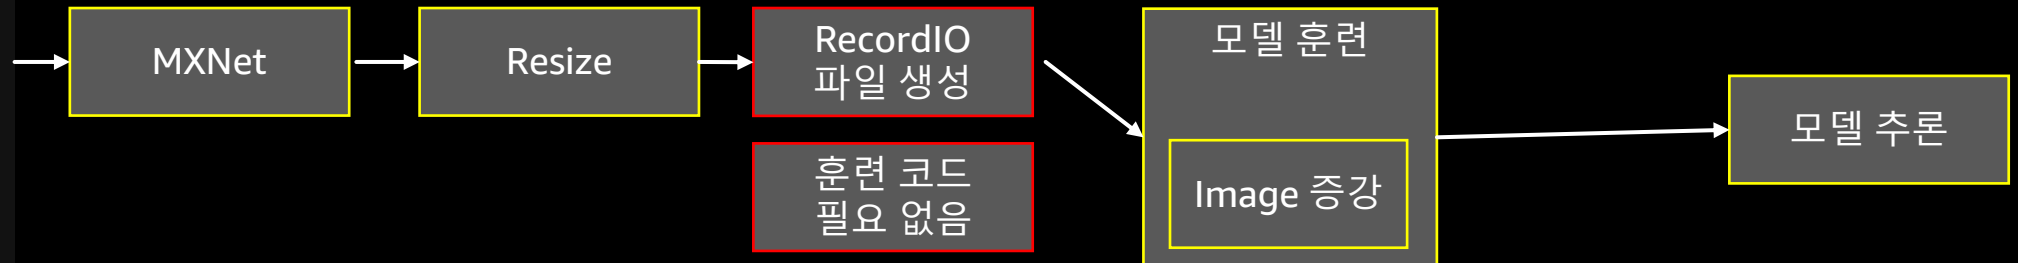 MXNet
Resize
RecordIO
파일 생성
훈련 코드
필요 없음
모델 훈련
Image 증강
모델 추론